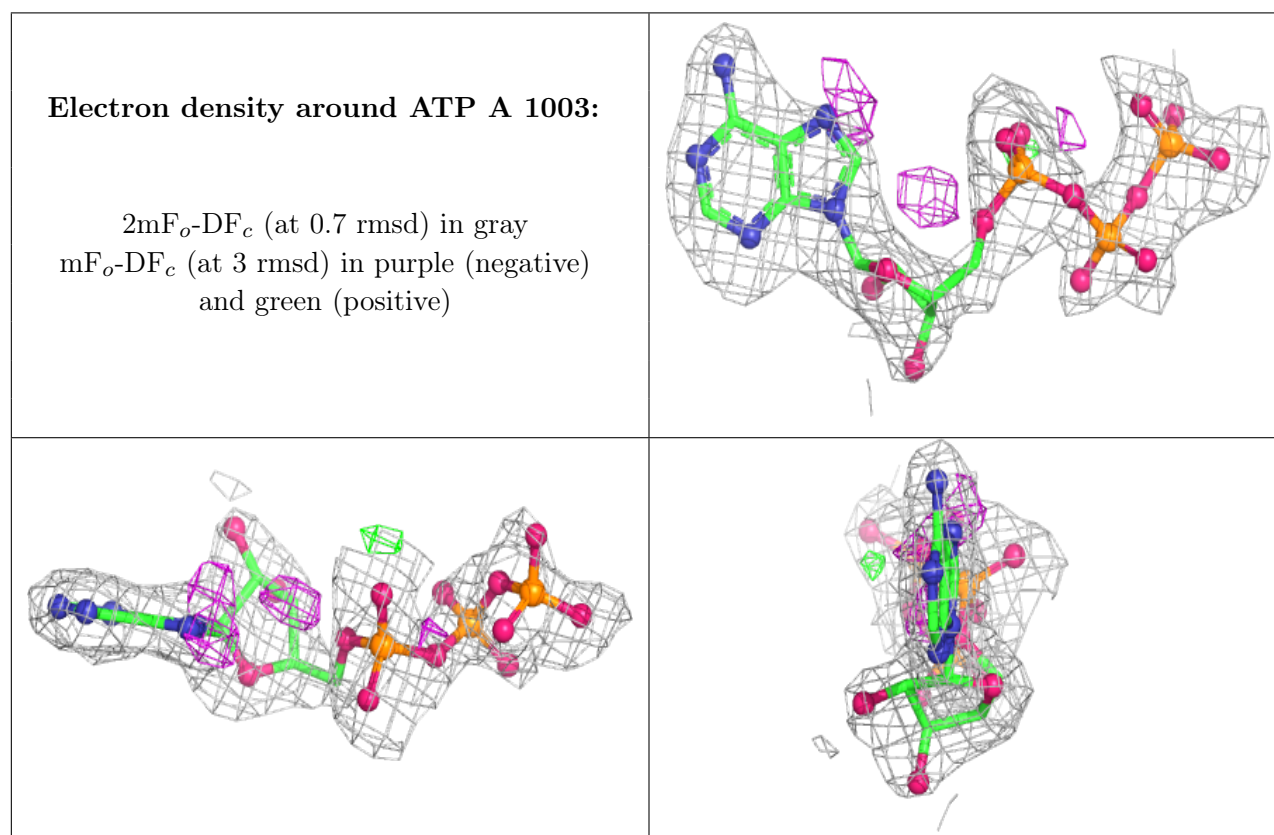 Electron density around ATP A 1003:
2mFo-DFc (at 0.7 rmsd) in gray
mFo-DFc (at 3 rmsd) in purple (negative)
and green (positive)